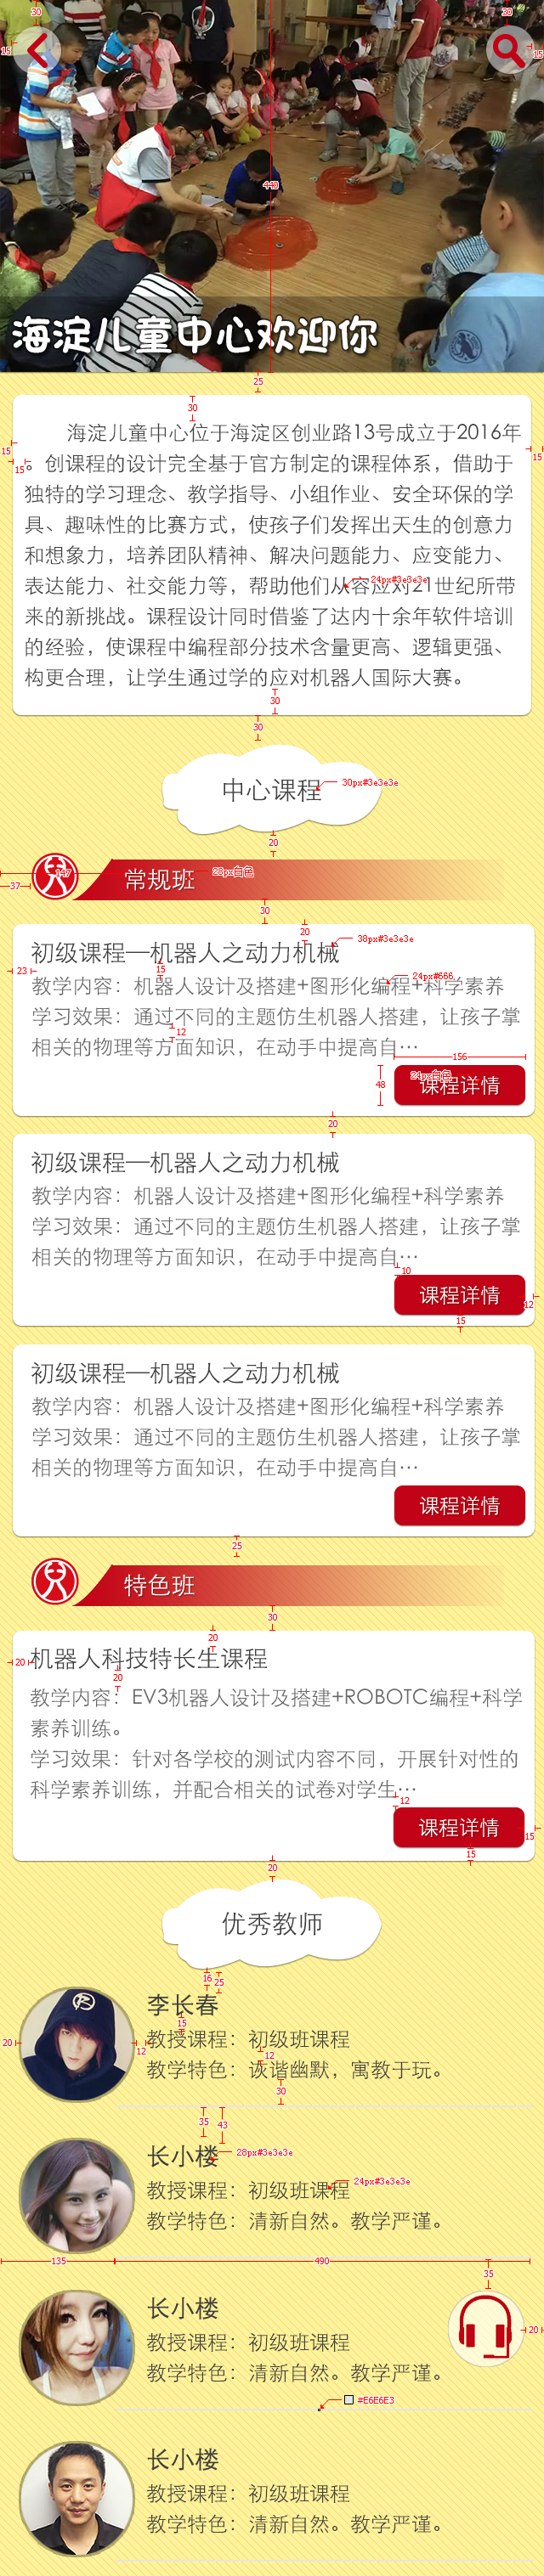 30
20
15
15
440
海淀儿童中心欢迎你
25
30
海淀儿童中心位于海淀区创业路13号成立于2016年
15
15
15
。创课程的设计完全基于官方制定的课程体系，借助于
独特的学习理念、教学指导、小组作业、安全环保的学
具、趣味性的比赛方式，使孩子们发挥出天生的创意力
和想象力，培养团队精神、解决问题能力、应变能力、
24px#3e3e3e
表达能力、社交能力等，帮助他们从容应对21世纪所带
来的新挑战。课程设计同时借鉴了达内十余年软件培训
的经验，使课程中编程部分技术含量更高、逻辑更强、
构更合理，让学生通过学的应对机器人国际大赛。
30
30
中心课程
30px#3e3e3e
20
147
37
常规班
28px白色
30
20
38px#3e3e3e
初级课程—机器人之动力机械
23
15
24px#666
教学内容：机器人设计及搭建+图形化编程+科学素养
学习效果：通过不同的主题仿生机器人搭建，让孩子掌
12
相关的物理等方面知识，在动手中提高自…
156
48
24px白色
课程详情
20
初级课程—机器人之动力机械
教学内容：机器人设计及搭建+图形化编程+科学素养
学习效果：通过不同的主题仿生机器人搭建，让孩子掌
相关的物理等方面知识，在动手中提高自…
10
课程详情
12
15
初级课程—机器人之动力机械
教学内容：机器人设计及搭建+图形化编程+科学素养
学习效果：通过不同的主题仿生机器人搭建，让孩子掌
相关的物理等方面知识，在动手中提高自…
课程详情
25
特色班
30
20
机器人科技特长生课程
20
20
教学内容：EV3机器人设计及搭建+ROBOTC编程+科学
素养训练。
学习效果：针对各学校的测试内容不同，开展针对性的
科学素养训练，并配合相关的试卷对学生…
12
课程详情
15
15
20
优秀教师
16
25
李长春
15
20
12
教授课程：初级班课程
12
教学特色：诙谐幽默，寓教于玩。
30
35
43
长小楼
28px#3e3e3e
24px#3e3e3e
教授课程：初级班课程
教学特色：清新自然。教学严谨。
135
490
35
长小楼
20
教授课程：初级班课程
教学特色：清新自然。教学严谨。
#E6E6E3
长小楼
教授课程：初级班课程
教学特色：清新自然。教学严谨。